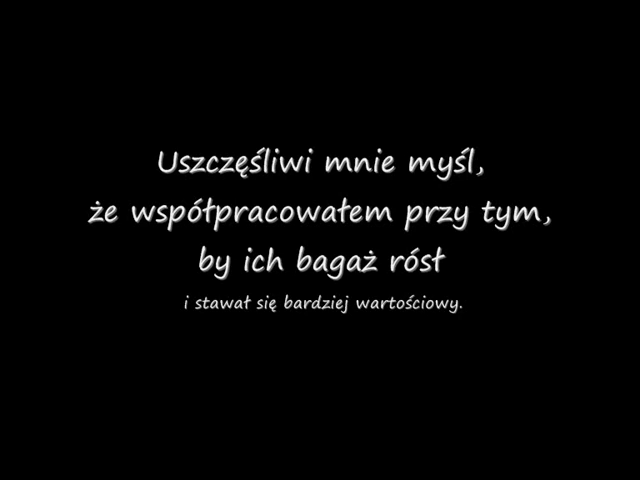 Uszczęśliwi mnie myśl,
że współpracowałem przy tym,
by ich bagaż rósł
i stawał się bardziej wartościowy.